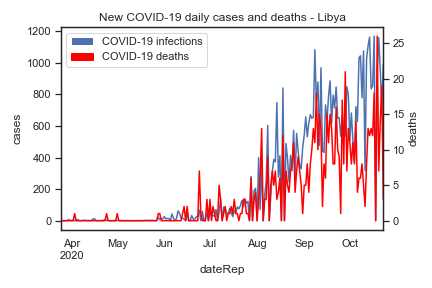 New COVID-19 daily cases and deaths - Libya
COVID-19 infections
COVID-19 deaths
1200
1000
800
600
400
200
0
cases
25
20
15
10
5
0
deaths
Apr May Jun Jul Aug Sep Oct
2020
dateRep